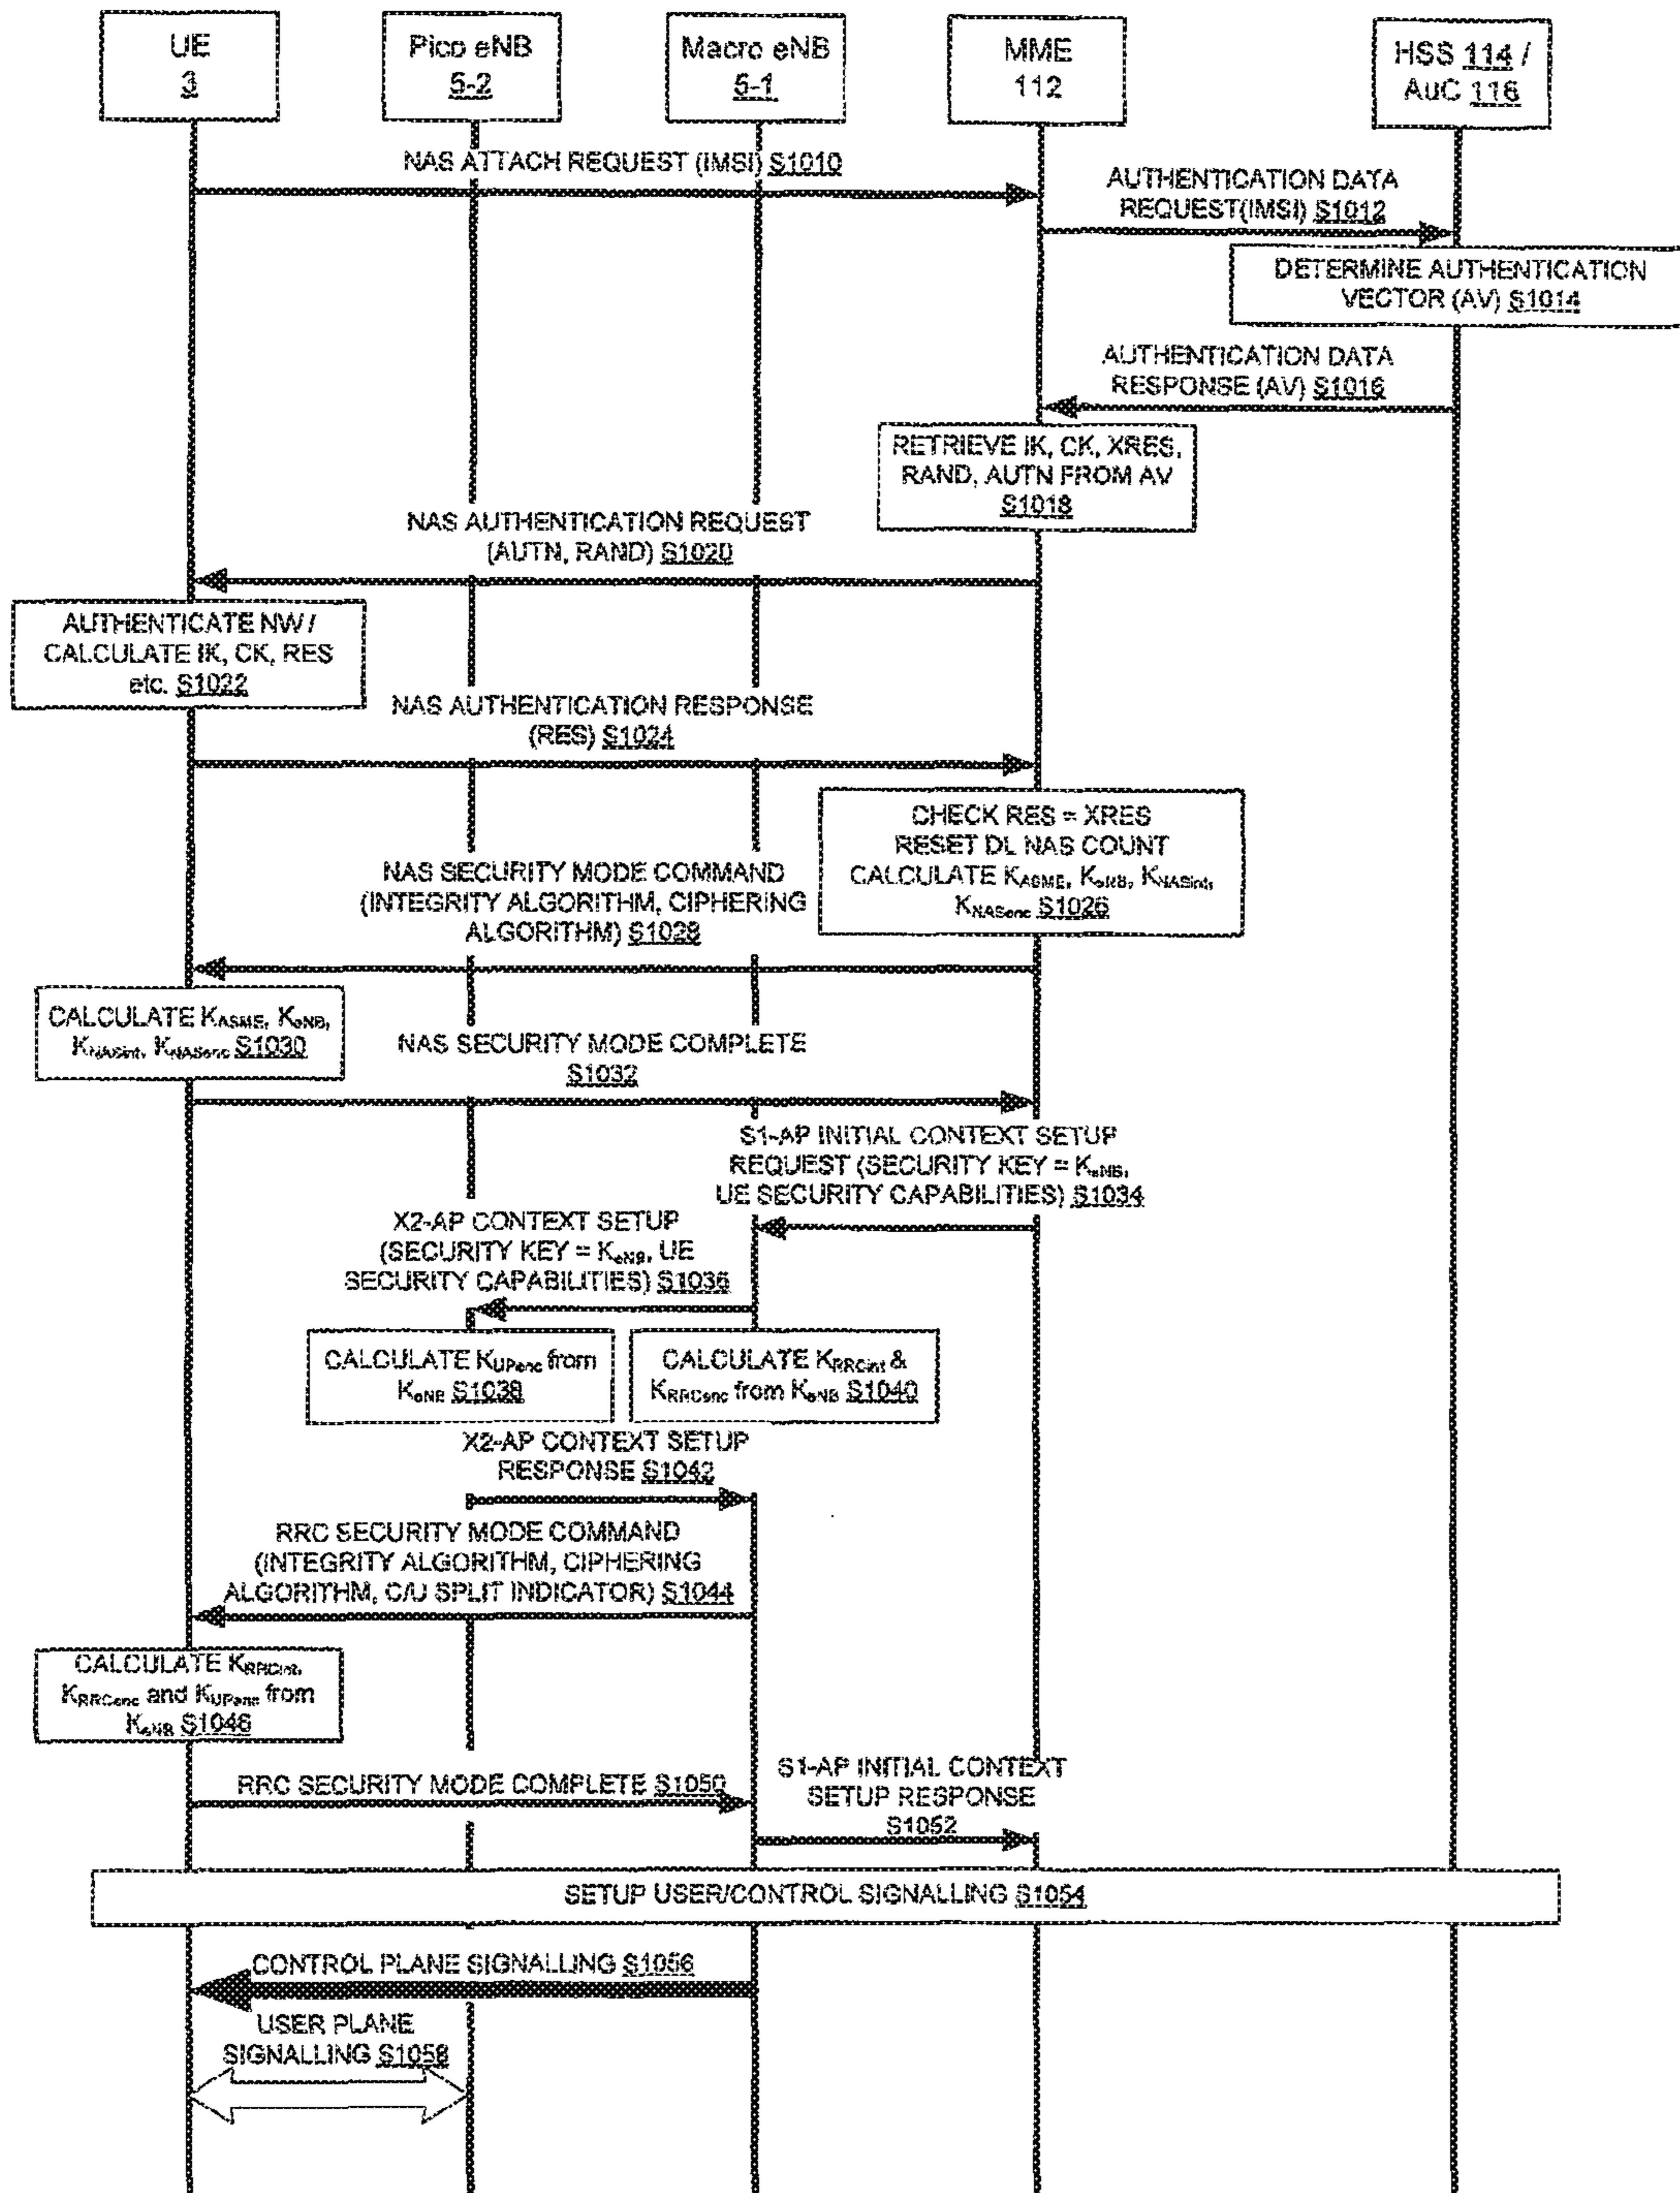 UE
3
Pico eNB
5-2
Macro eNB
5-1
MME
112
HSS 114 /
AuC 116
NAS ATTACH REQUEST (IMSI) S1010
AUTHENTICATION DATA
REQUEST(IMSI) S1012
DETERMINE AUTHENTICATION
VECTOR (AV) S1014
AUTHENTICATION DATA
RESPONSE (AV) S1016
RETRIEVE IK, CK, XRES,
RAND, AUTN FROM AV
S1018
NAS AUTHENTICATION REQUEST
(AUTN, RAND) S1020
AUTHENTICATE NW /
CALCULATE IK, CK, RES
etc. S1022
NAS AUTHENTICATION RESPONSE
(RES) S1024
CHECK RES = XRES
RESET DL NAS COUNT
CALCULATE KASME, KeNB, KNASint,
KNASenc S1026
NAS SECURITY MODE COMMAND
(INTEGRITY ALGORITHM, CIPHERING
ALGORITHM) S1028
CALCULATE KASME, KeNB,
KNASint, KNASenc S1030
NAS SECURITY MODE COMPLETE
S1032
S1-AP INITIAL CONTEXT SETUP
REQUEST (SECURITY KEY = KeNB,
UE SECURITY CAPABILITIES) S1034
X2-AP CONTEXT SETUP
(SECURITY KEY = KeNB, UE
SECURITY CAPABILITIES) S1036
CALCULATE KUPenc from
KeNB S1038
CALCULATE KRRCint &
KRRCenc from KeNB S1040
X2-AP CONTEXT SETUP
RESPONSE S1042
RRC SECURITY MODE COMMAND
(INTEGRITY ALGORITHM, CIPHERING
ALGORITHM, C/U SPLIT INDICATOR) S1044
CALCULATE KRRCint,
KRRCenc and KUPenc from
KeNB S1046
RRC SECURITY MODE COMPLETE S1050
S1-AP INITIAL CONTEXT
SETUP RESPONSE
S1052
SETUP USER/CONTROL SIGNALLING S1054
CONTROL PLANE SIGNALLING S1056
USER PLANE
SIGNALLING S1058